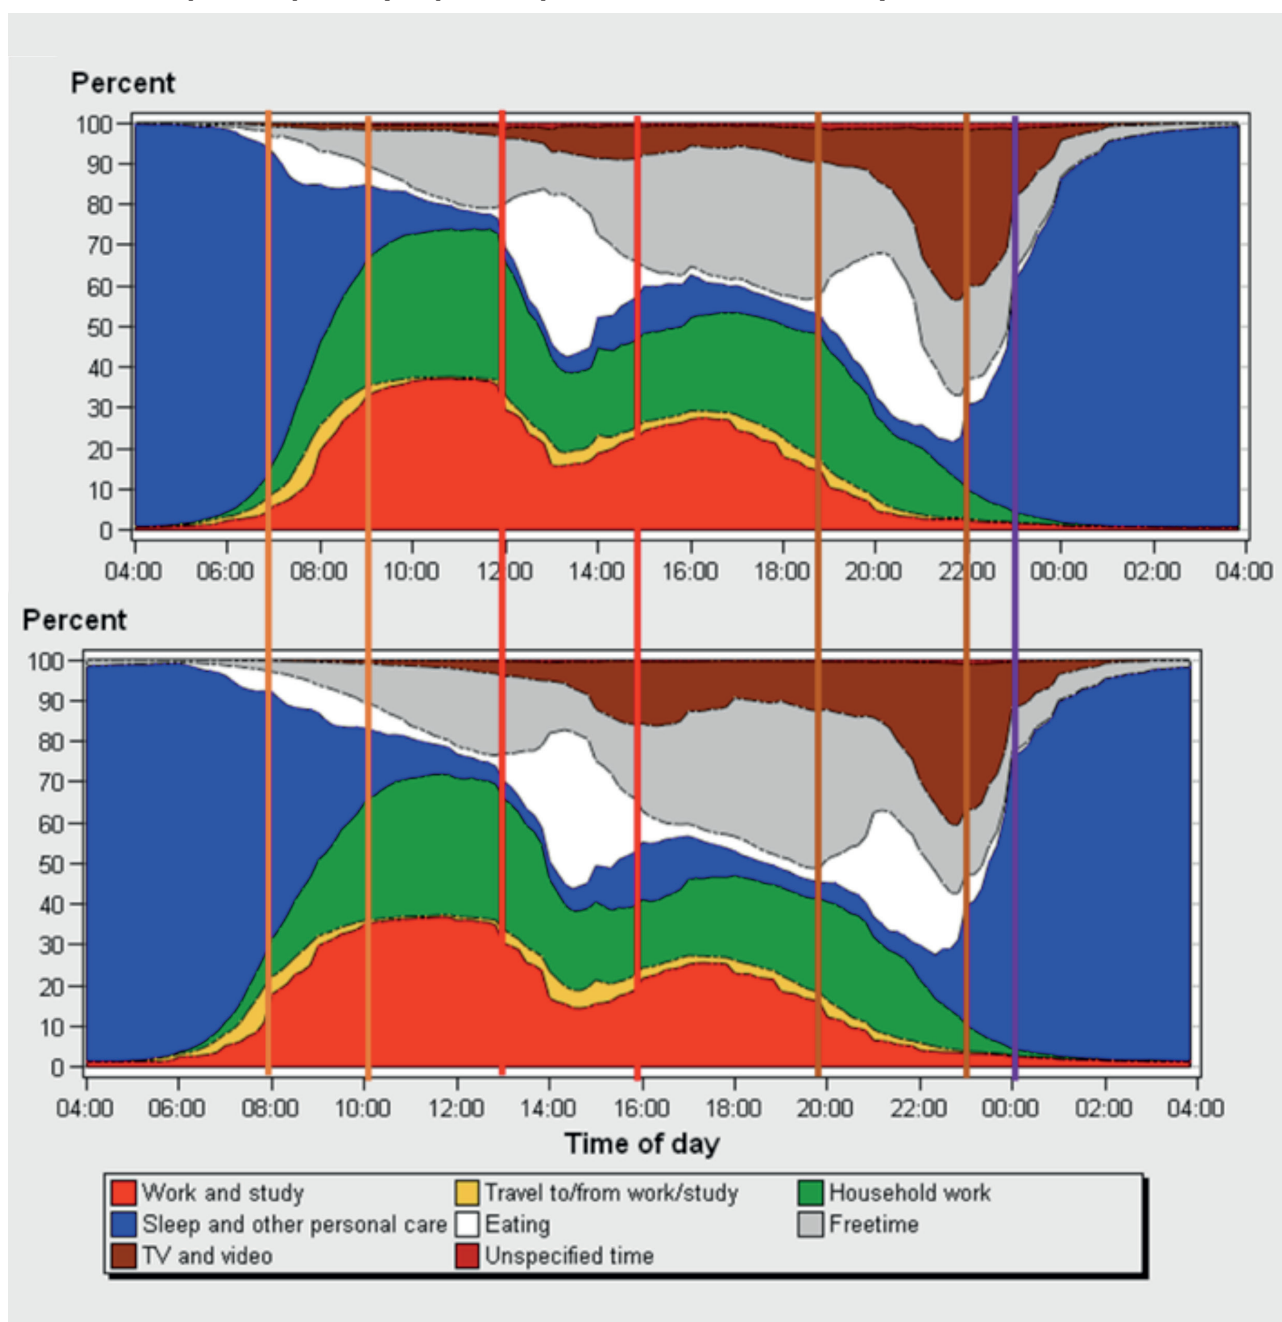 Percent
100
90
80
70
60
50
40
30
20
10
0
04:00 06:00 08:00 10:00 12:00 14:00 16:00 18:00 20:00 22:00 00:00 02:00 04:00
Percent
100
90
80
70
60
50
40
30
20
10
0
04:00 06:00 08:00 10:00 12:00 14:00 16:00 18:00 20:00 22:00 00:00 02:00 04:00
Time of day
Work and study Travel to/from work/study Household work
Sleep and other personal care Eating Freetime
TV and video Unspecified time